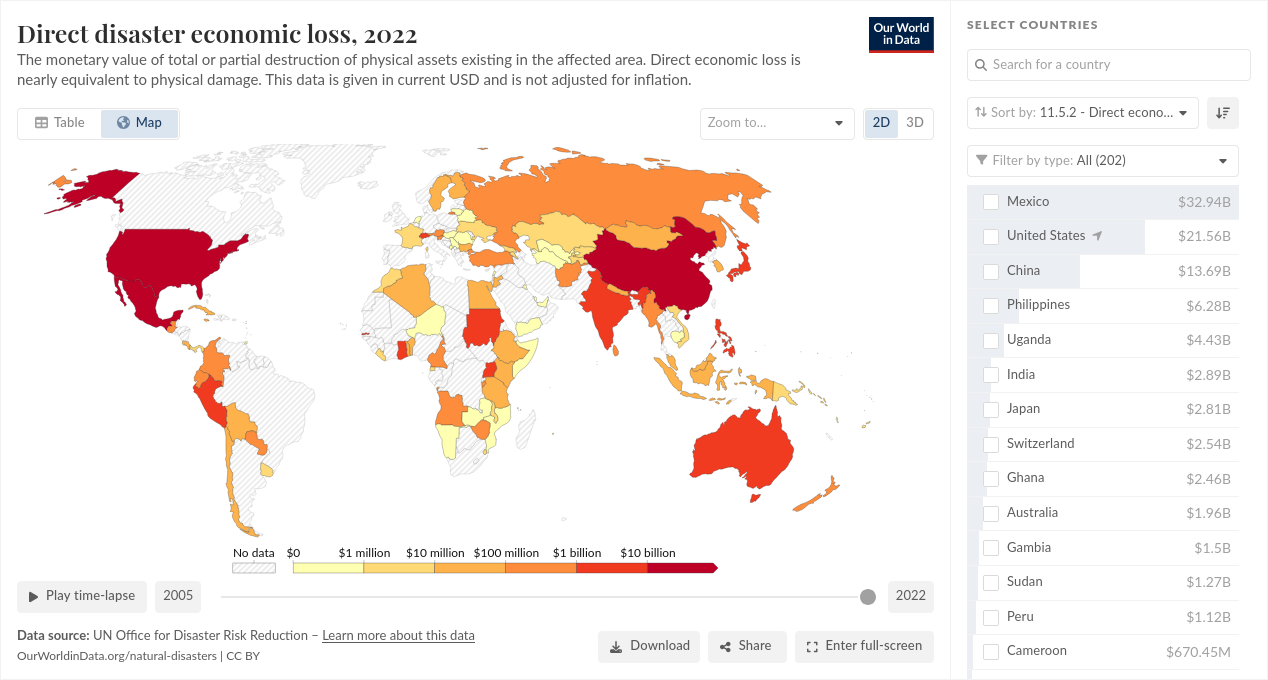 Direct disaster economic loss, 2022
The monetary value of total or partial destruction of physical assets existing in the affected area. Direct economic loss is
nearly equivalent to physical damage. This data is given in current USD and is not adjusted for inflation.
Our World
in Data
Table
Map
Zoom to...
2D
3D
No data
$0
$1 million
$10 million
$100 million
$1 billion
$10 billion
Play time-lapse
2005
2022
Data source: UN Office for Disaster Risk Reduction – Learn more about this data
OurWorldinData.org/natural-disasters | CC BY
Download
Share
Enter full-screen
SELECT COUNTRIES
Search for a country
Sort by: 11.5.2 - Direct econo...
Filter by type: All (202)
Mexico $32.94B
United States $21.56B
China $13.69B
Philippines $6.28B
Uganda $4.43B
India $2.89B
Japan $2.81B
Switzerland $2.54B
Ghana $2.46B
Australia $1.96B
Gambia $1.5B
Sudan $1.27B
Peru $1.12B
Cameroon $670.45M